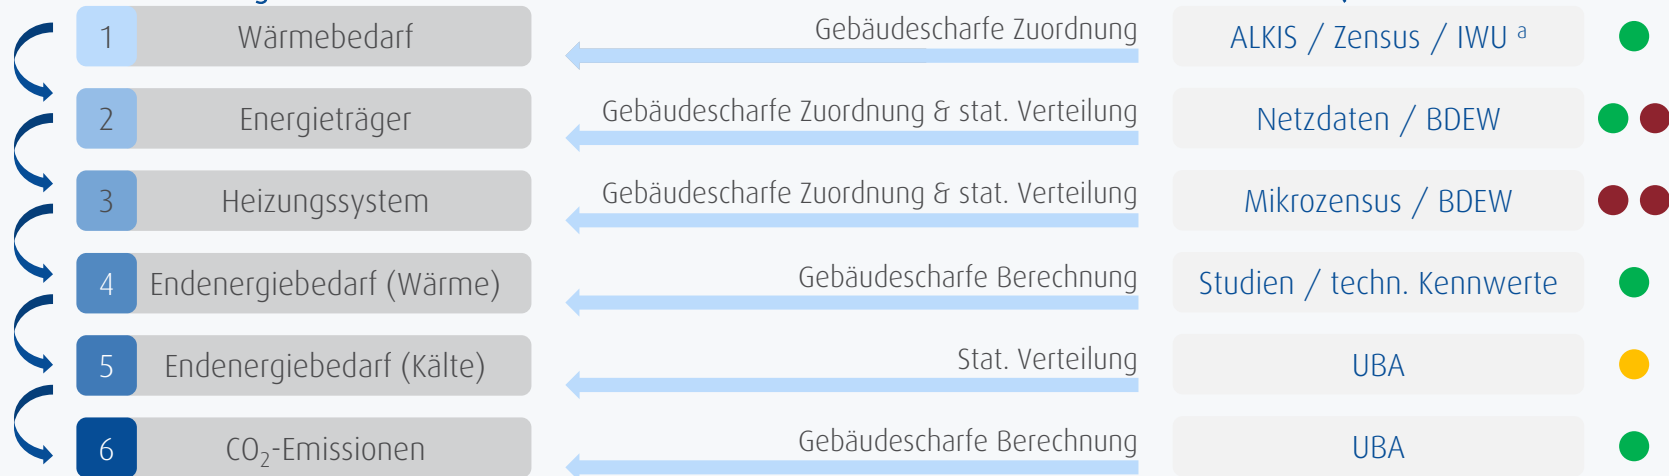 1 Wärmebedarf Gebäudescharfe Zuordnung ALKIS / Zensus / IWU ᵃ
2 Energieträger Gebäudescharfe Zuordnung & stat. Verteilung Netzdaten / BDEW
3 Heizungssystem Gebäudescharfe Zuordnung & stat. Verteilung Mikrozensus / BDEW
4 Endenergiebedarf (Wärme) Gebäudescharfe Berechnung Studien / techn. Kennwerte
5 Endenergiebedarf (Kälte) Stat. Verteilung UBA
6 CO₂-Emissionen Gebäudescharfe Berechnung UBA